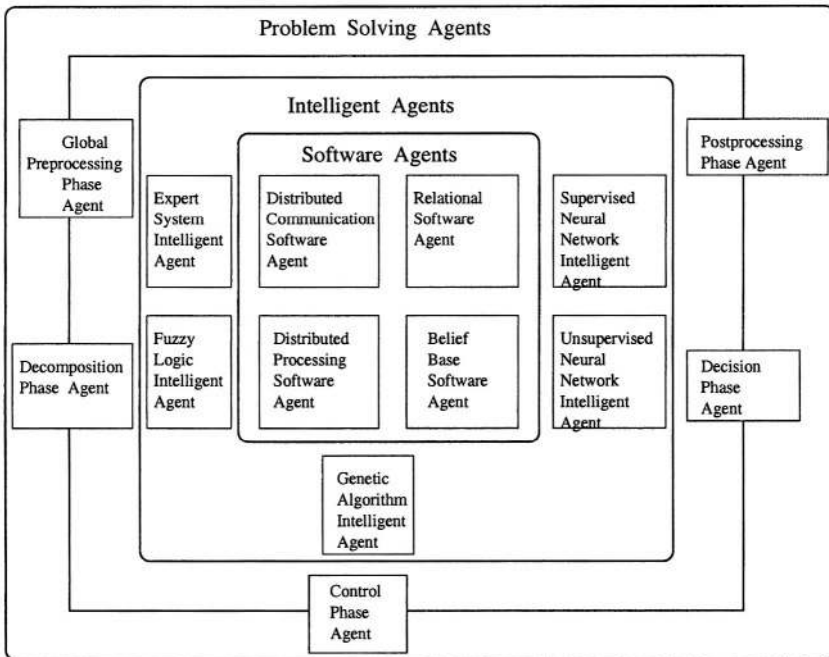 Problem Solving Agents
Intelligent Agents
Software Agents
Global
Preprocessing
Phase
Agent
Postprocessing
Phase Agent
Expert
System
Intelligent
Agent
Distributed
Communication
Software
Agent
Relational
Software
Agent
Supervised
Neural
Network
Intelligent
Agent
Decomposition
Phase Agent
Fuzzy
Logic
Intelligent
Agent
Distributed
Processing
Software
Agent
Belief
Base
Software
Agent
Unsupervised
Neural
Network
Intelligent
Agent
Decision
Phase
Agent
Genetic
Algorithm
Intelligent
Agent
Control
Phase
Agent